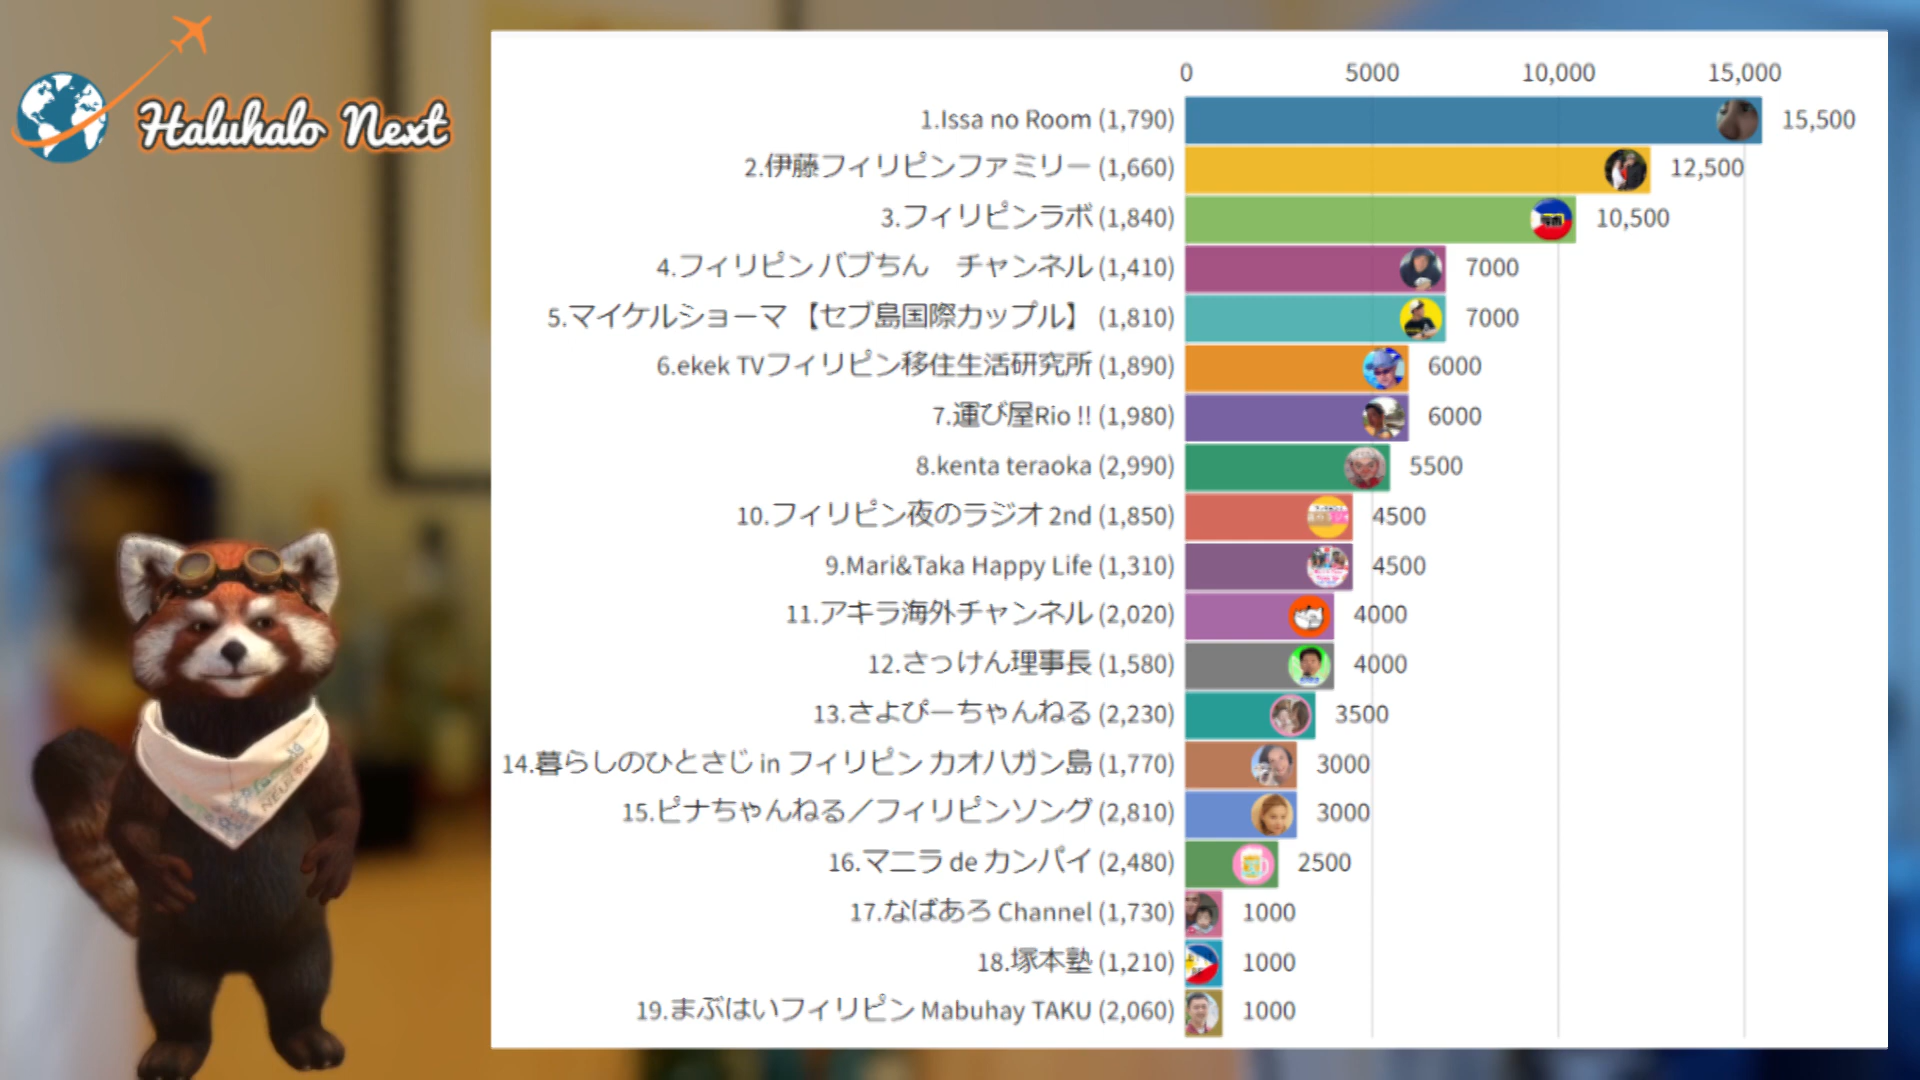 Haluhalo Next
0 5000 10,000 15,000
1.Issa no Room (1,790) 15,500
2.伊藤フィリピンファミリー (1,660) 12,500
3.フィリピンラボ (1,840) 10,500
4.フィリピン バブちん　チャンネル (1,410) 7000
5.マイケルショーマ 【セブ島国際カップル】 (1,810) 7000
6.ekek TVフィリピン移住生活研究所 (1,890) 6000
7.運び屋Rio !! (1,980) 6000
8.kenta teraoka (2,990) 5500
10.フィリピン夜のラジオ 2nd (1,850) 4500
9.Mari&Taka Happy Life (1,310) 4500
11.アキラ海外チャンネル (2,020) 4000
12.さっけん理事長 (1,580) 4000
13.さよぴーちゃんねる (2,230) 3500
14.暮らしのひとさじ in フィリピン カオハガン島 (1,770) 3000
15.ピナちゃんねる／フィリピンソング (2,810) 3000
16.マニラ de カンパイ (2,480) 2500
17.なばあろ Channel (1,730) 1000
18.塚本塾 (1,210) 1000
19.まぶはいフィリピン Mabuhay TAKU (2,060) 1000